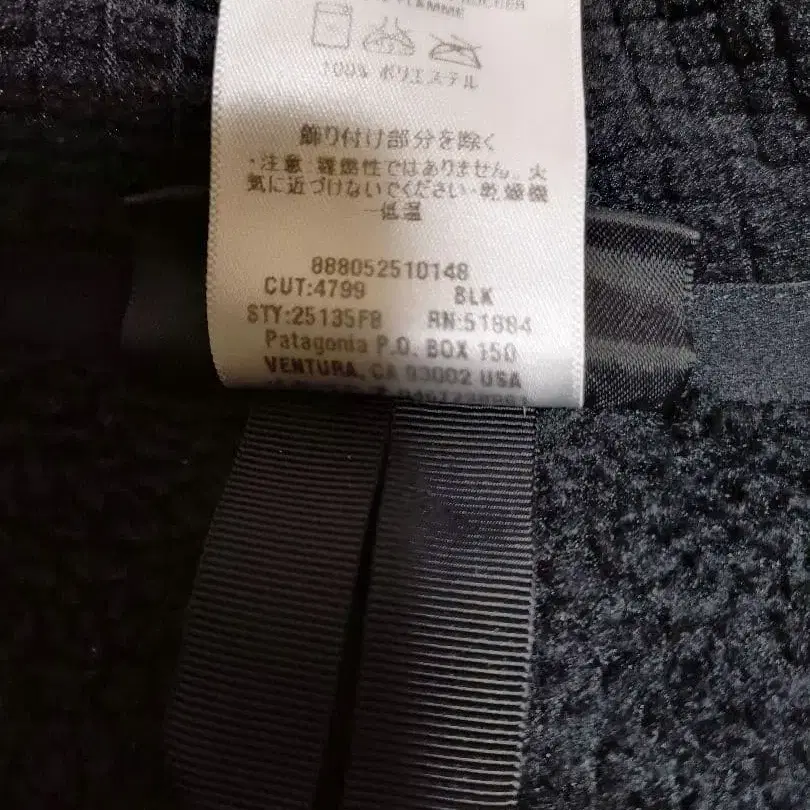 FLAMME
100% ポリエステル
飾り付け部分を除く
・注意 難燃性ではありません。火
気に近づけないでください・乾燥機
一低温
888052510148
CUT:4799 BLK
STY:25135F8 RN:51884
Patagonia P.O. BOX 150
VENTURA, CA 93002 USA